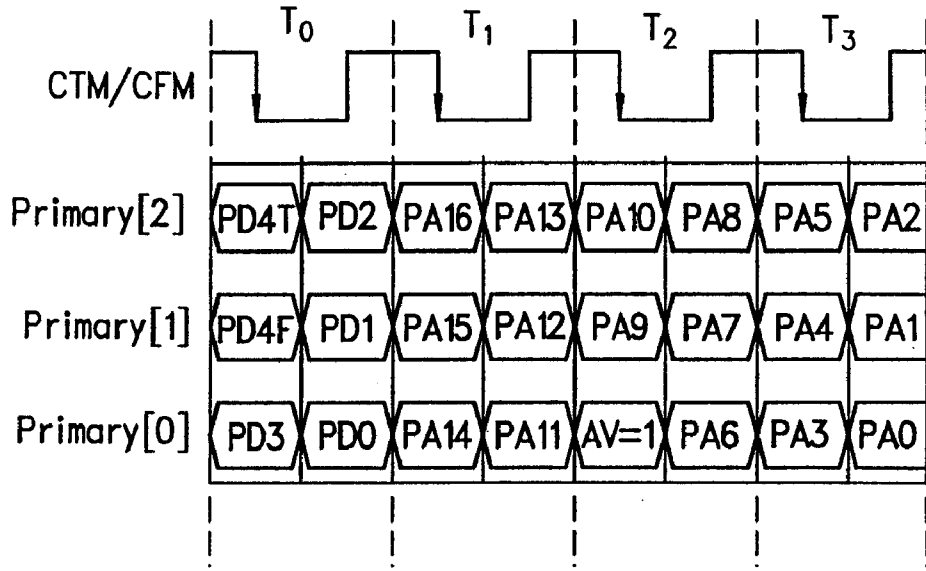 T0 T1 T2 T3
CTM/CFM
Primary[2] PD4T PD2 PA16 PA13 PA10 PA8 PA5 PA2
Primary[1] PD4F PD1 PA15 PA12 PA9 PA7 PA4 PA1
Primary[0] PD3 PD0 PA14 PA11 AV=1 PA6 PA3 PA0